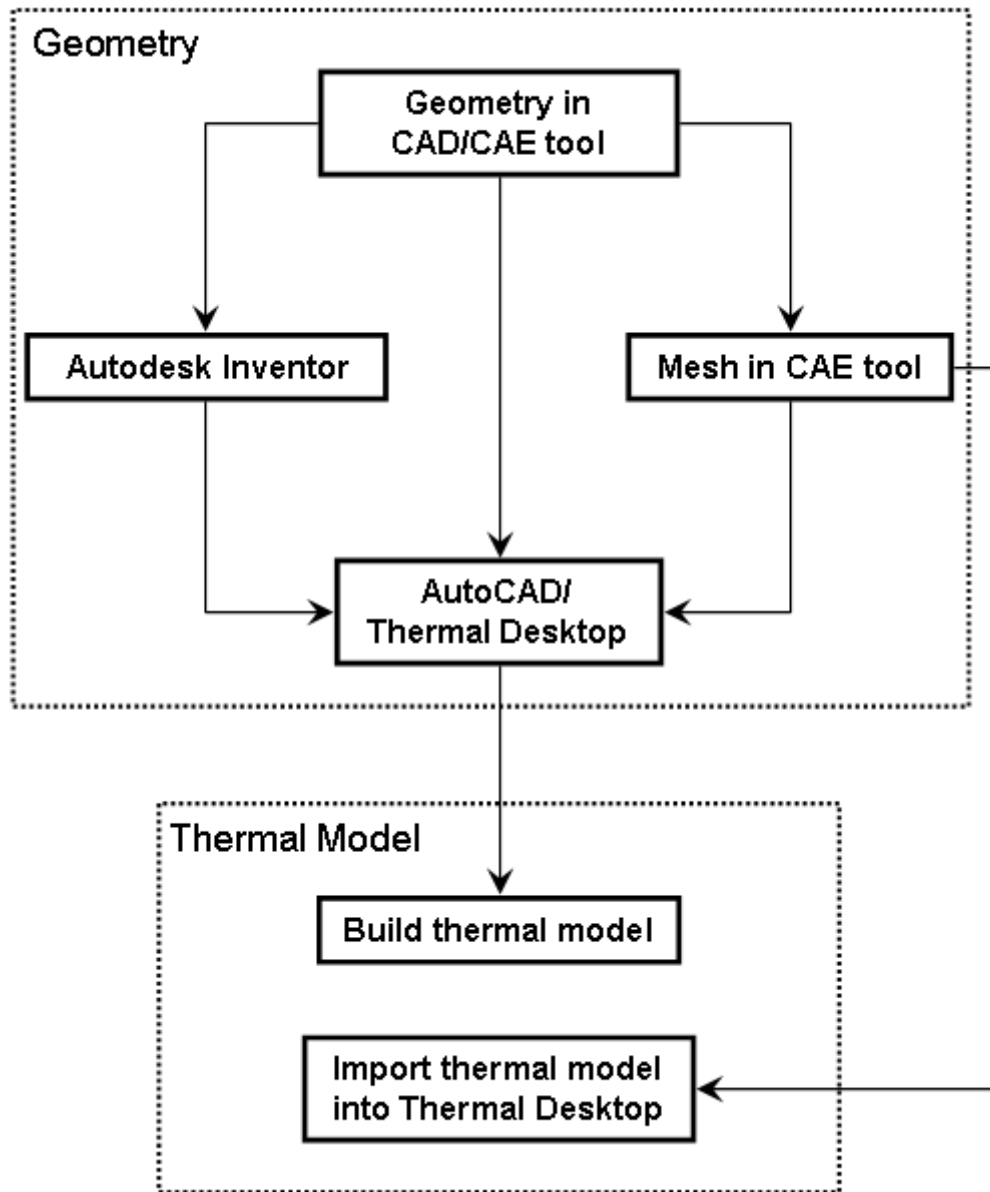 Geometry
Geometry in
CAD/CAE tool
Autodesk Inventor
Mesh in CAE tool
AutoCAD/
Thermal Desktop
Thermal Model
Build thermal model
Import thermal model
into Thermal Desktop